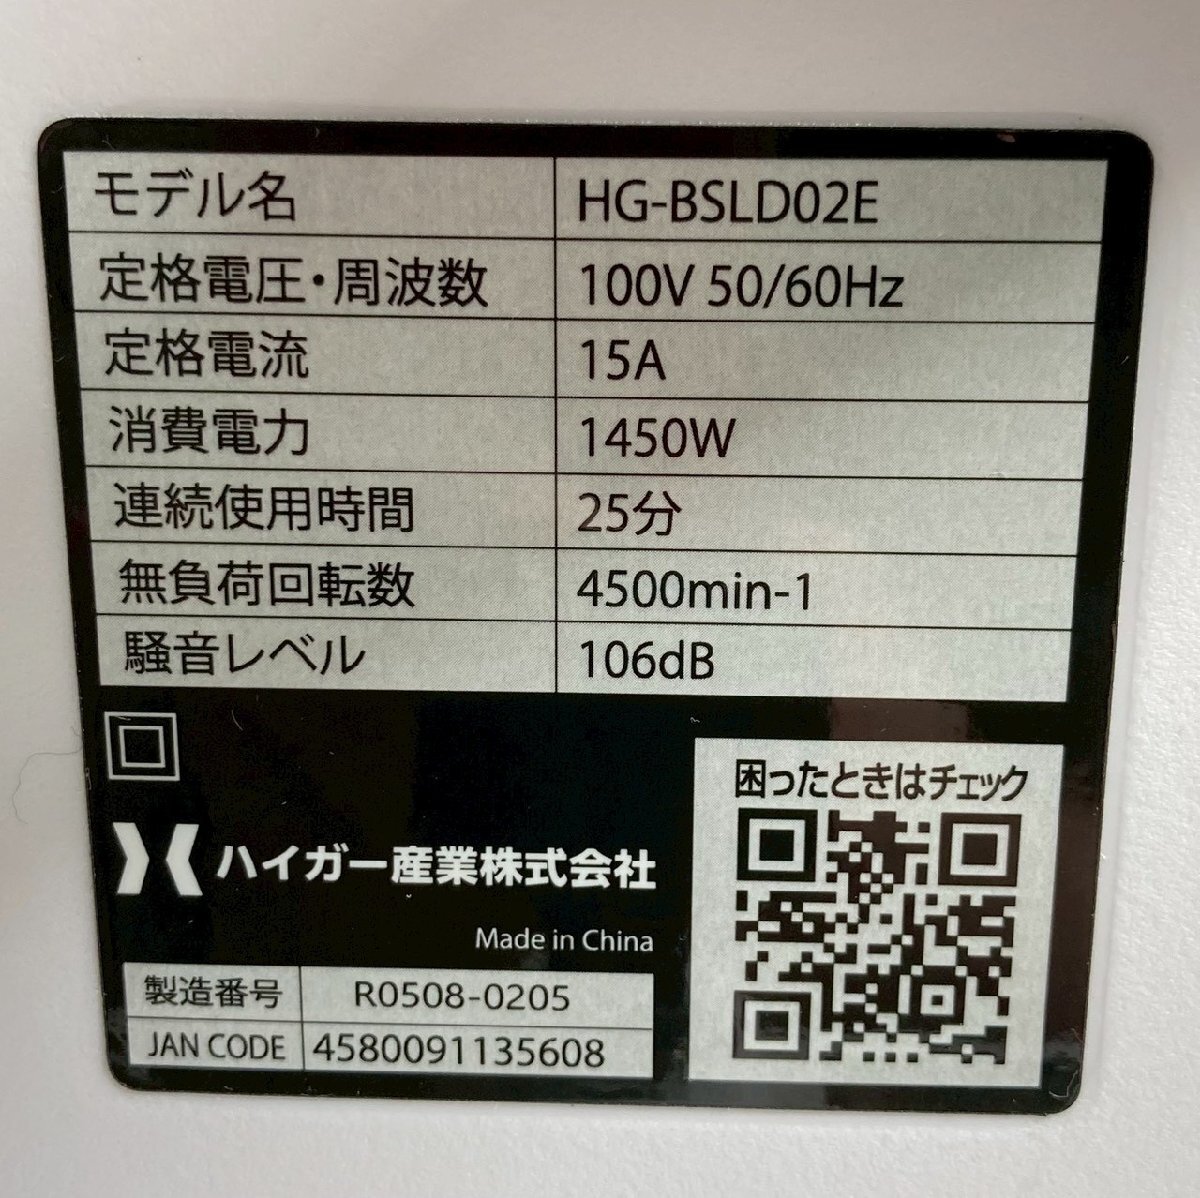 モデル名 HG-BSLD02E
定格電圧・周波数 100V 50/60Hz
定格電流 15A
消費電力 1450W
連続使用時間 25分
無負荷回転数 4500min-1
騒音レベル 106dB
困ったときはチェック
ハイガー産業株式会社
Made in China
製造番号 R0508-0205
JAN CODE 4580091135608